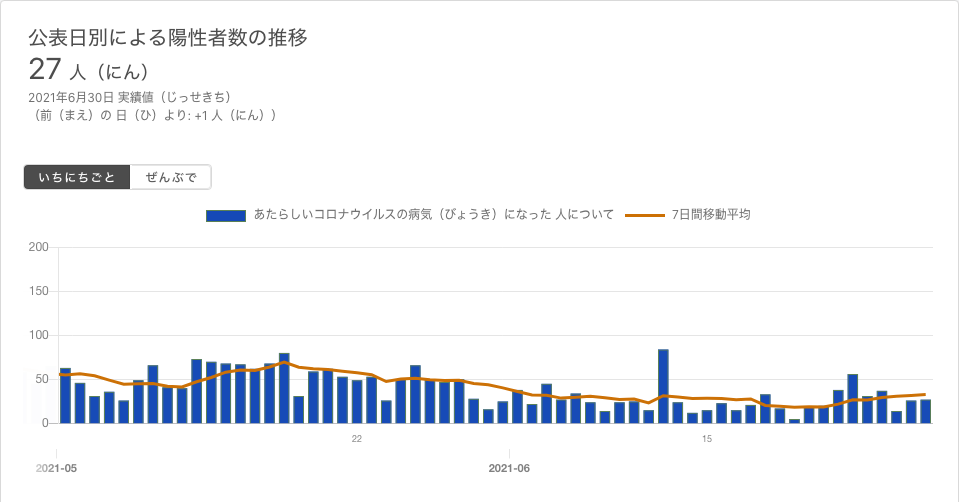 公表日別による陽性者数の推移
27 人（にん）
2021年6月30日 実績値（じっせきち）
（前（まえ）の 日（ひ）より: +1 人（にん））
いちにちごと ぜんぶで
あたらしいコロナウイルスの病気（びょうき）になった 人について 7日間移動平均
200
150
100
50
0
22 15
2021-05 2021-06